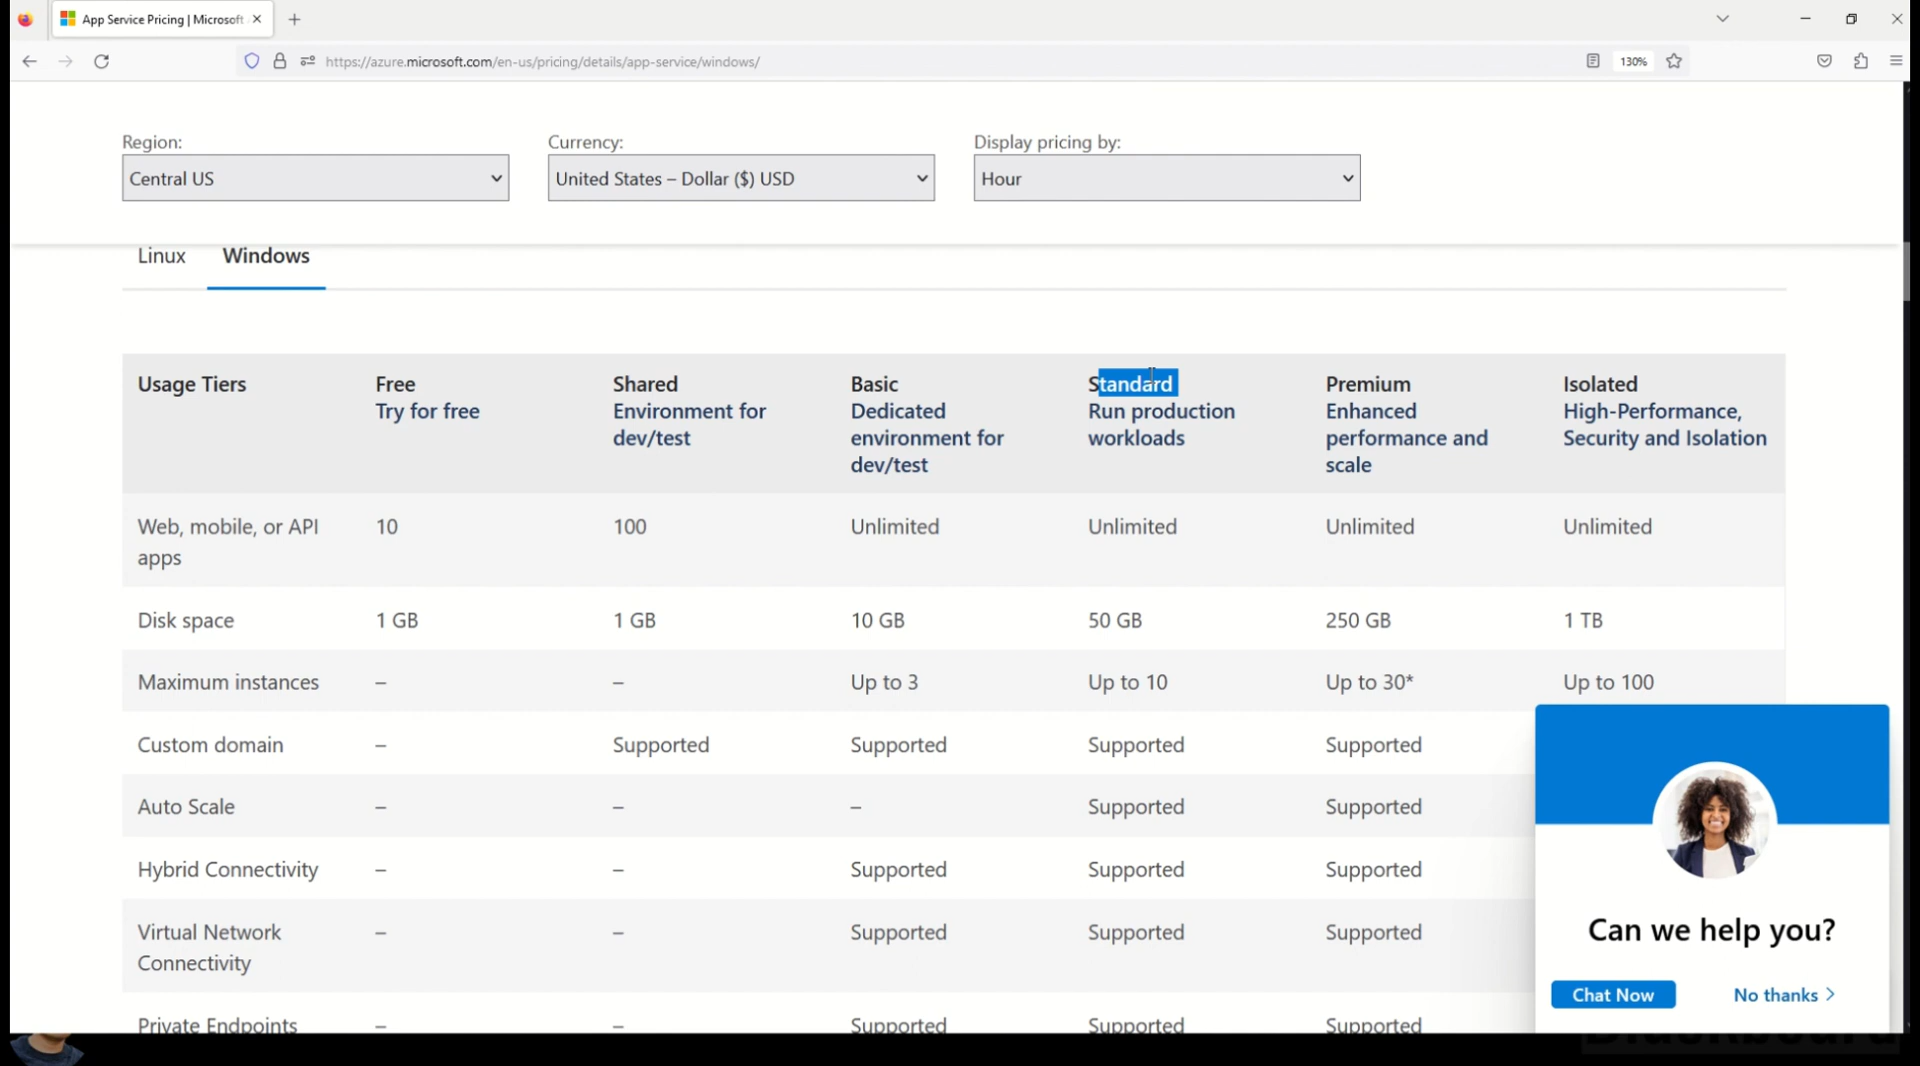 App Service Pricing | Microsoft
https://azure.microsoft.com/en-us/pricing/details/app-service/windows/
130%
Region: Currency: Display pricing by:
Central US United States – Dollar ($) USD Hour
Linux Windows
Usage Tiers Free Shared Basic Standard Premium Isolated
Try for free Environment for Dedicated Run production Enhanced High-Performance,
dev/test environment for workloads performance and Security and Isolation
dev/test scale
Web, mobile, or API 10 100 Unlimited Unlimited Unlimited Unlimited
apps
Disk space 1 GB 1 GB 10 GB 50 GB 250 GB 1 TB
Maximum instances – – Up to 3 Up to 10 Up to 30* Up to 100
Custom domain – Supported Supported Supported Supported
Auto Scale – – – Supported Supported
Hybrid Connectivity – – Supported Supported Supported
Virtual Network – – Supported Supported Supported
Connectivity
Private Endpoints – – Supported Supported Supported
Can we help you?
Chat Now No thanks